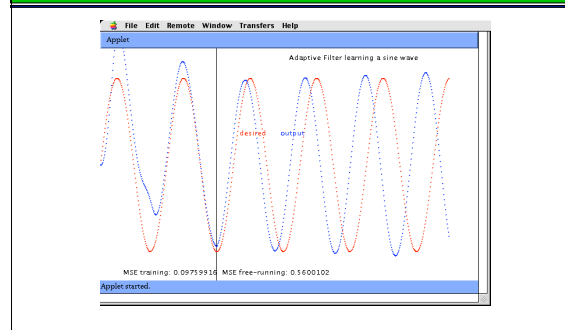 File Edit Remote Window Transfers Help
Applet
Adaptive Filter learning a sine wave
desired output
MSE training: 0.09759916 MSE free-running: 0.5600102
Applet started.